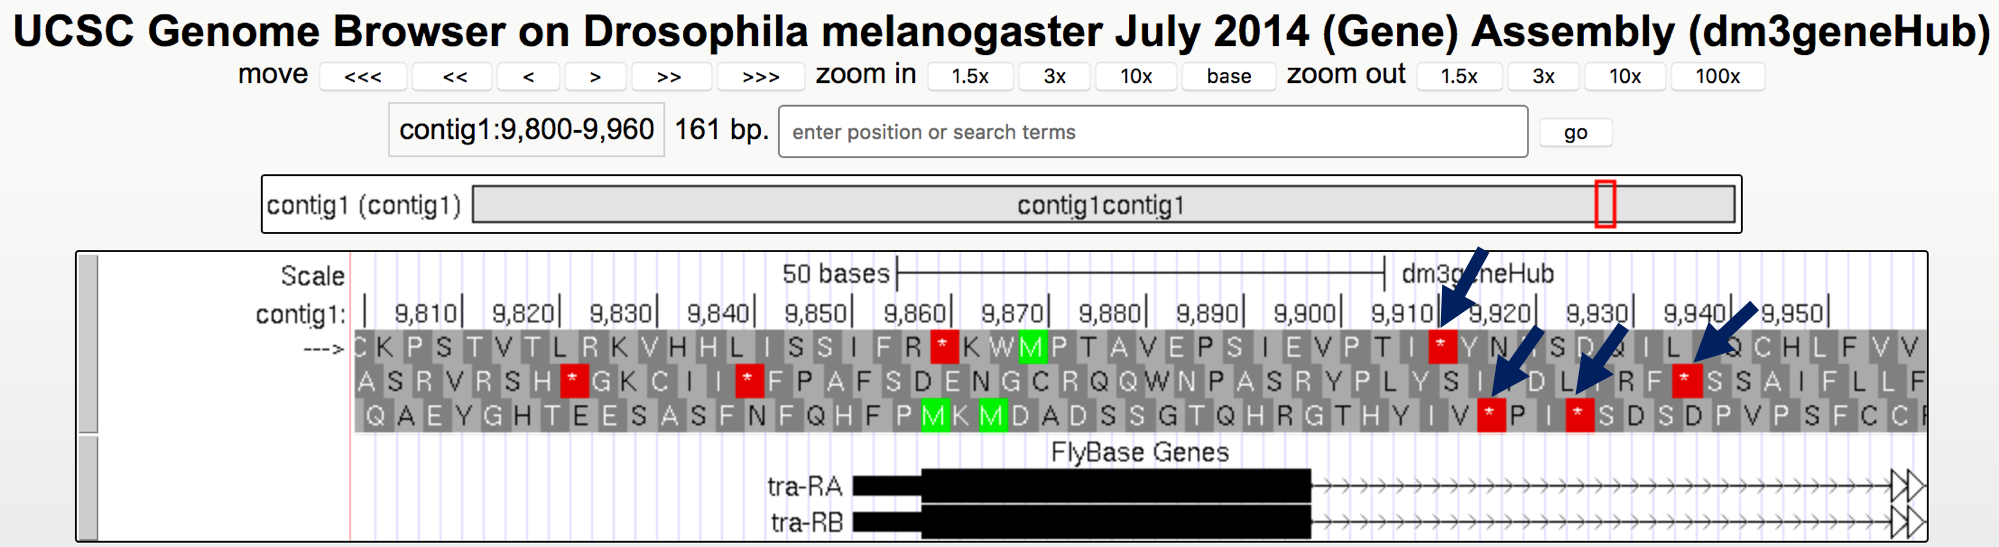 UCSC Genome Browser on Drosophila melanogaster July 2014 (Gene) Assembly (dm3geneHub)
move <<< << < > >> >>> zoom in 1.5x 3x 10x base zoom out 1.5x 3x 10x 100x
contig1:9,800-9,960 161 bp. enter position or search terms go
contig1 (contig1) contig1contig1
Scale 50 bases dm3geneHub
contig1: 9,810 9,820 9,830 9,840 9,850 9,860 9,870 9,880 9,890 9,900 9,910 9,920 9,930 9,940 9,950
---> C K P S T V T L R K V H H L I S S I F R * K W M P T A V E P S I E V P T I * Y N S D Q I L Q C H L F V V
A S R V R S H * G K C I I * F P A F S D E N G C R Q Q W N P A S R Y P L Y S I D L R F * S S A I F L L F
Q A E Y G H T E E S A S F N F Q H F P M K M D A D S S G T Q H R G T H Y I V * P I * S D S D P V P S F C C
FlyBase Genes
tra-RA
tra-RB